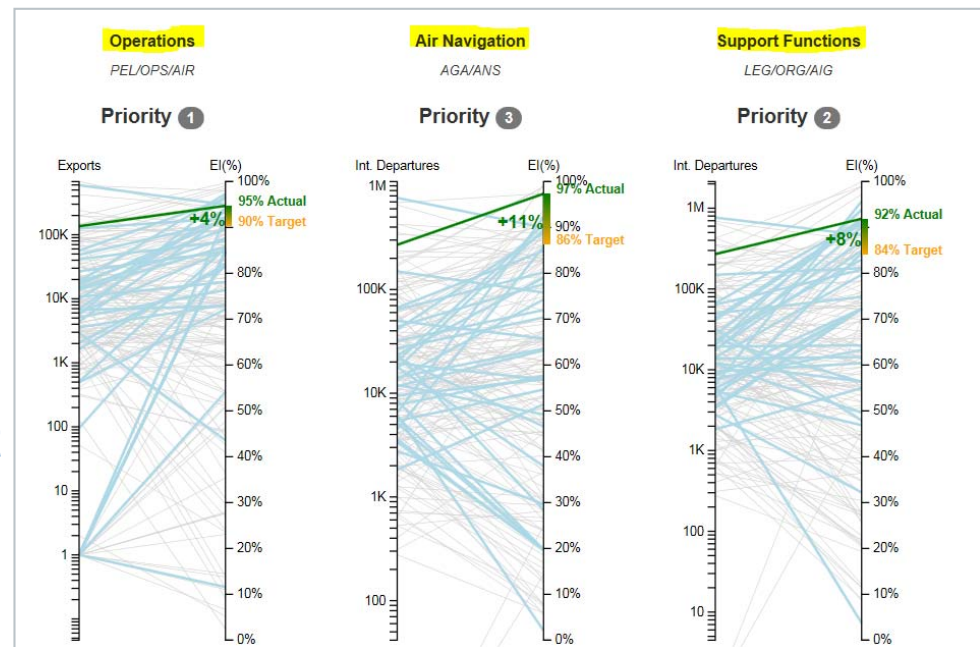 Operations
PEL/OPS/AIR
Priority 1
Exports EI(%)
100%
95% Actual
+4% 90% Target
100K
80%
10K
70%
1K
60%
50%
100
40%
30%
10
20%
1
10%
0%
Air Navigation
AGA/ANS
Priority 3
Int. Departures EI(%)
1M
100%
97% Actual
+11% 90%
86% Target
80%
100K
70%
60%
10K
50%
40%
1K
30%
20%
100
10%
0%
Support Functions
LEG/ORG/AIG
Priority 2
Int. Departures EI(%)
100%
1M
92% Actual
+8% 84% Target
80%
100K
70%
10K
60%
50%
1K
40%
30%
100
20%
10
10%
0%